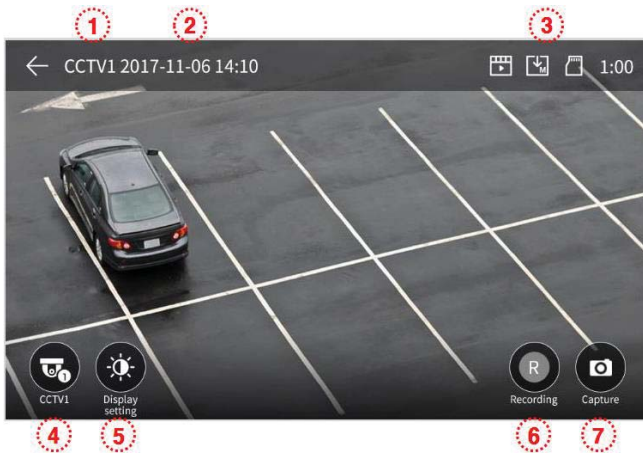 1 2 3
← CCTV1 2017-11-06 14:10 M 1:00
1
CCTV1
Display
setting
R
Recording
Capture
4 5 6 7